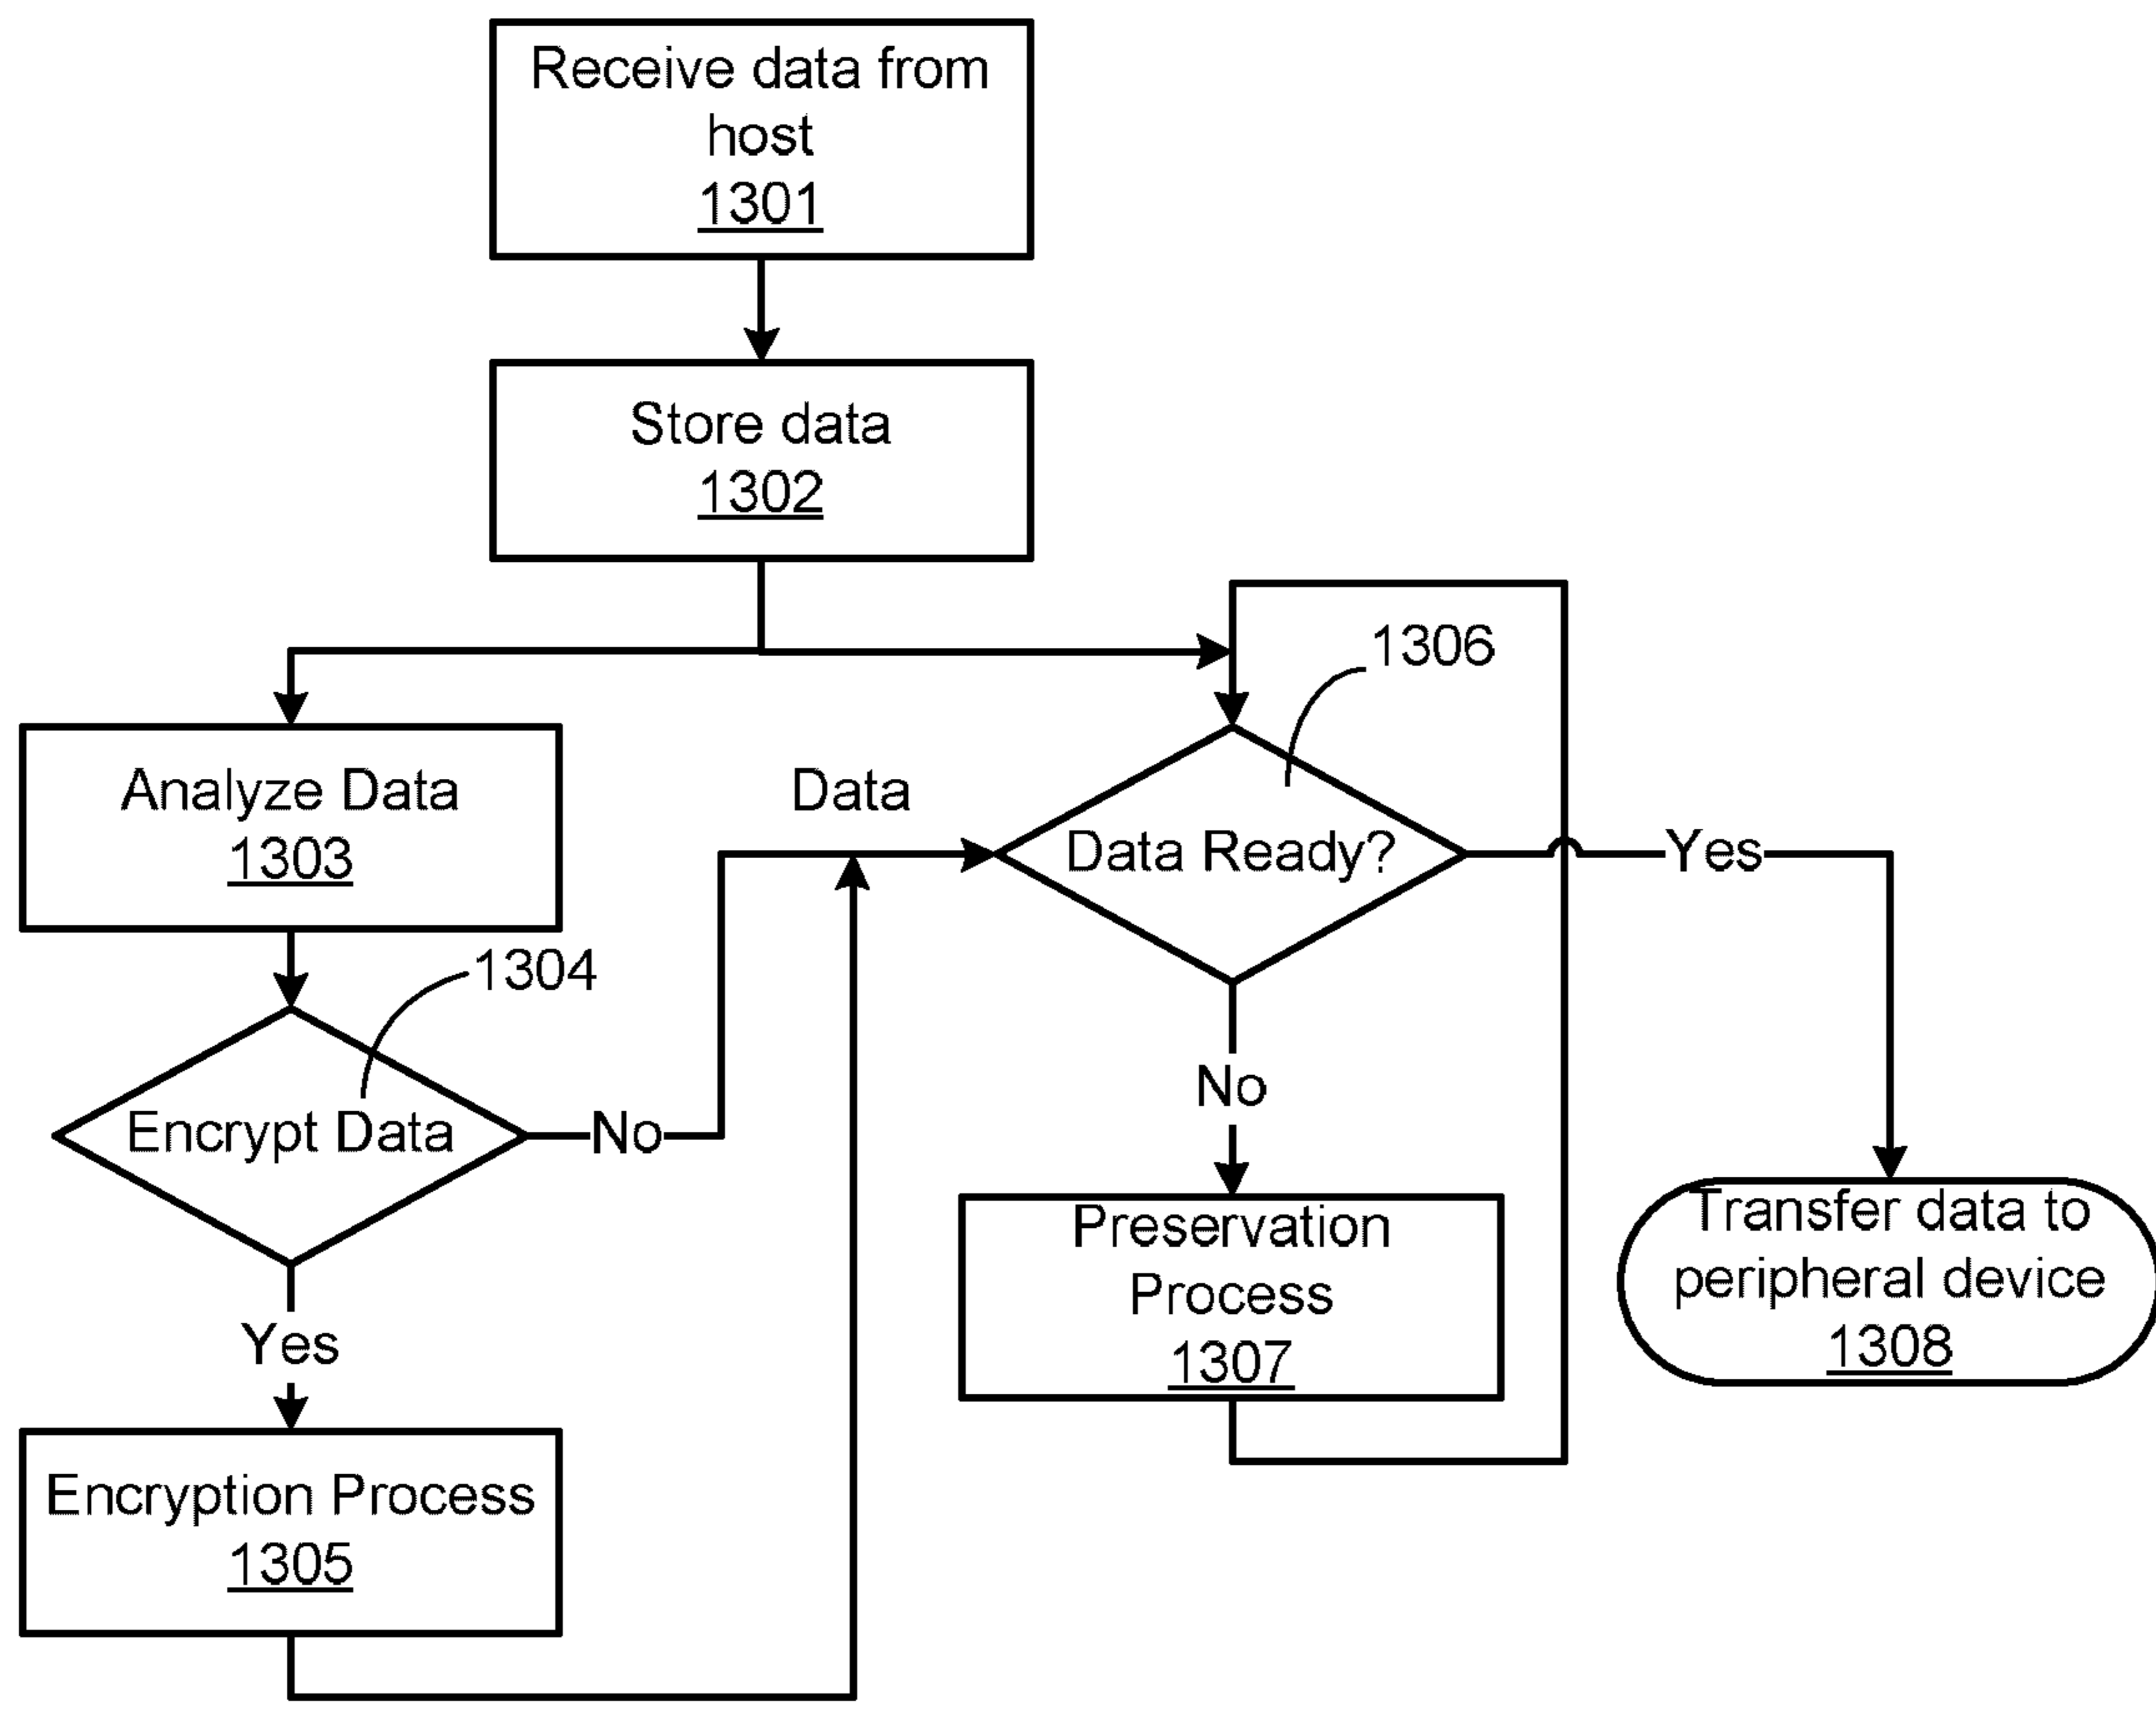 Receive data from
host
1301
Store data
1302
1306
Analyze Data
1303
Data
Data Ready?
Yes
1304
Encrypt Data
No
No
Preservation
Process
1307
Transfer data to
peripheral device
1308
Yes
Encryption Process
1305